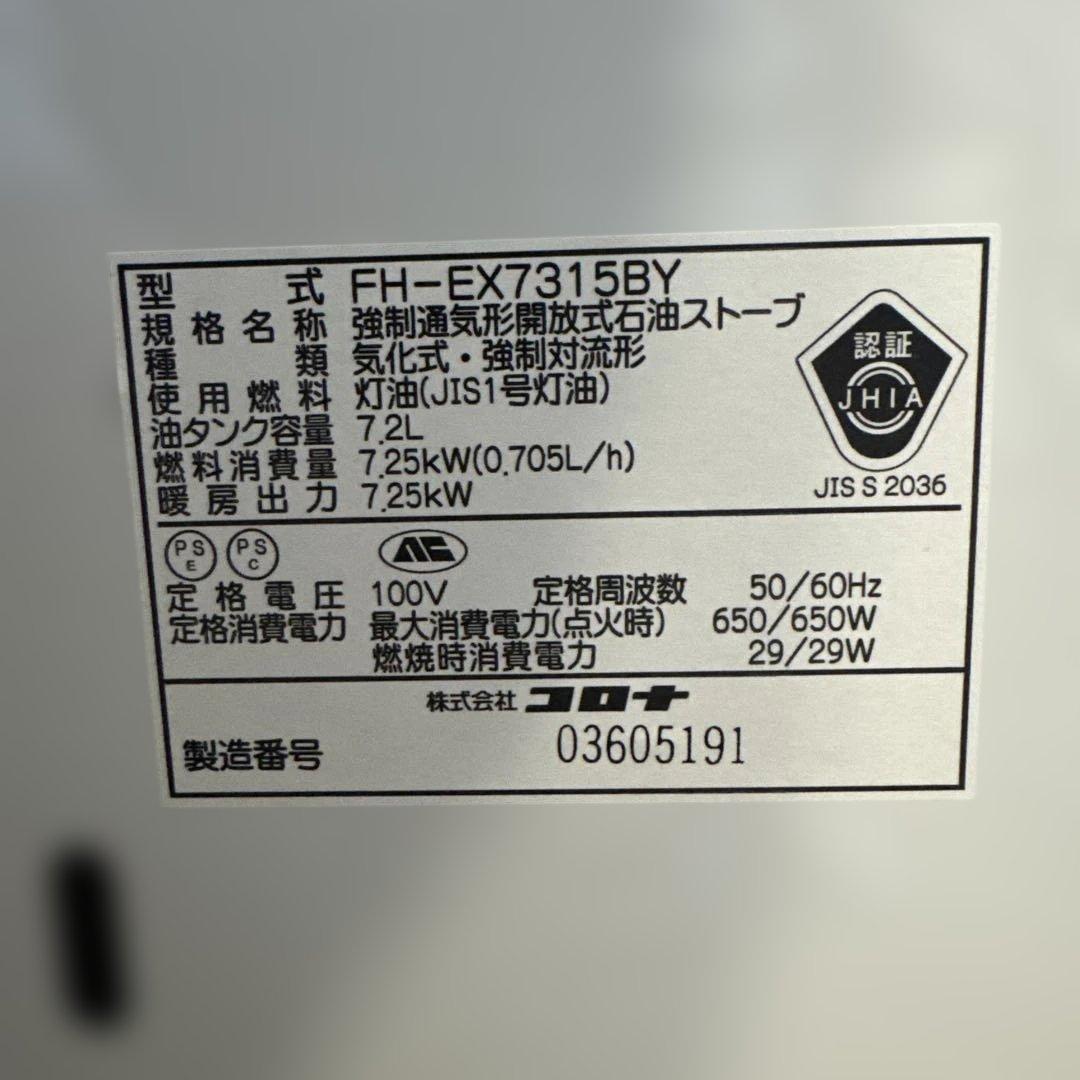 型式 FH-EX7315BY
規格名称 強制通気形開放式石油ストーブ
種類 気化式・強制対流形
使用燃料 灯油(JIS1号灯油)
油タンク容量 7.2L
燃料消費量 7.25kW(0.705L/h)
暖房出力 7.25kW
認証
JHIA
JIS S 2036
PSE PSC
定格電圧 100V 定格周波数 50/60Hz
定格消費電力 最大消費電力(点火時) 650/650W
燃焼時消費電力 29/29W
株式会社コロナ
製造番号 03605191